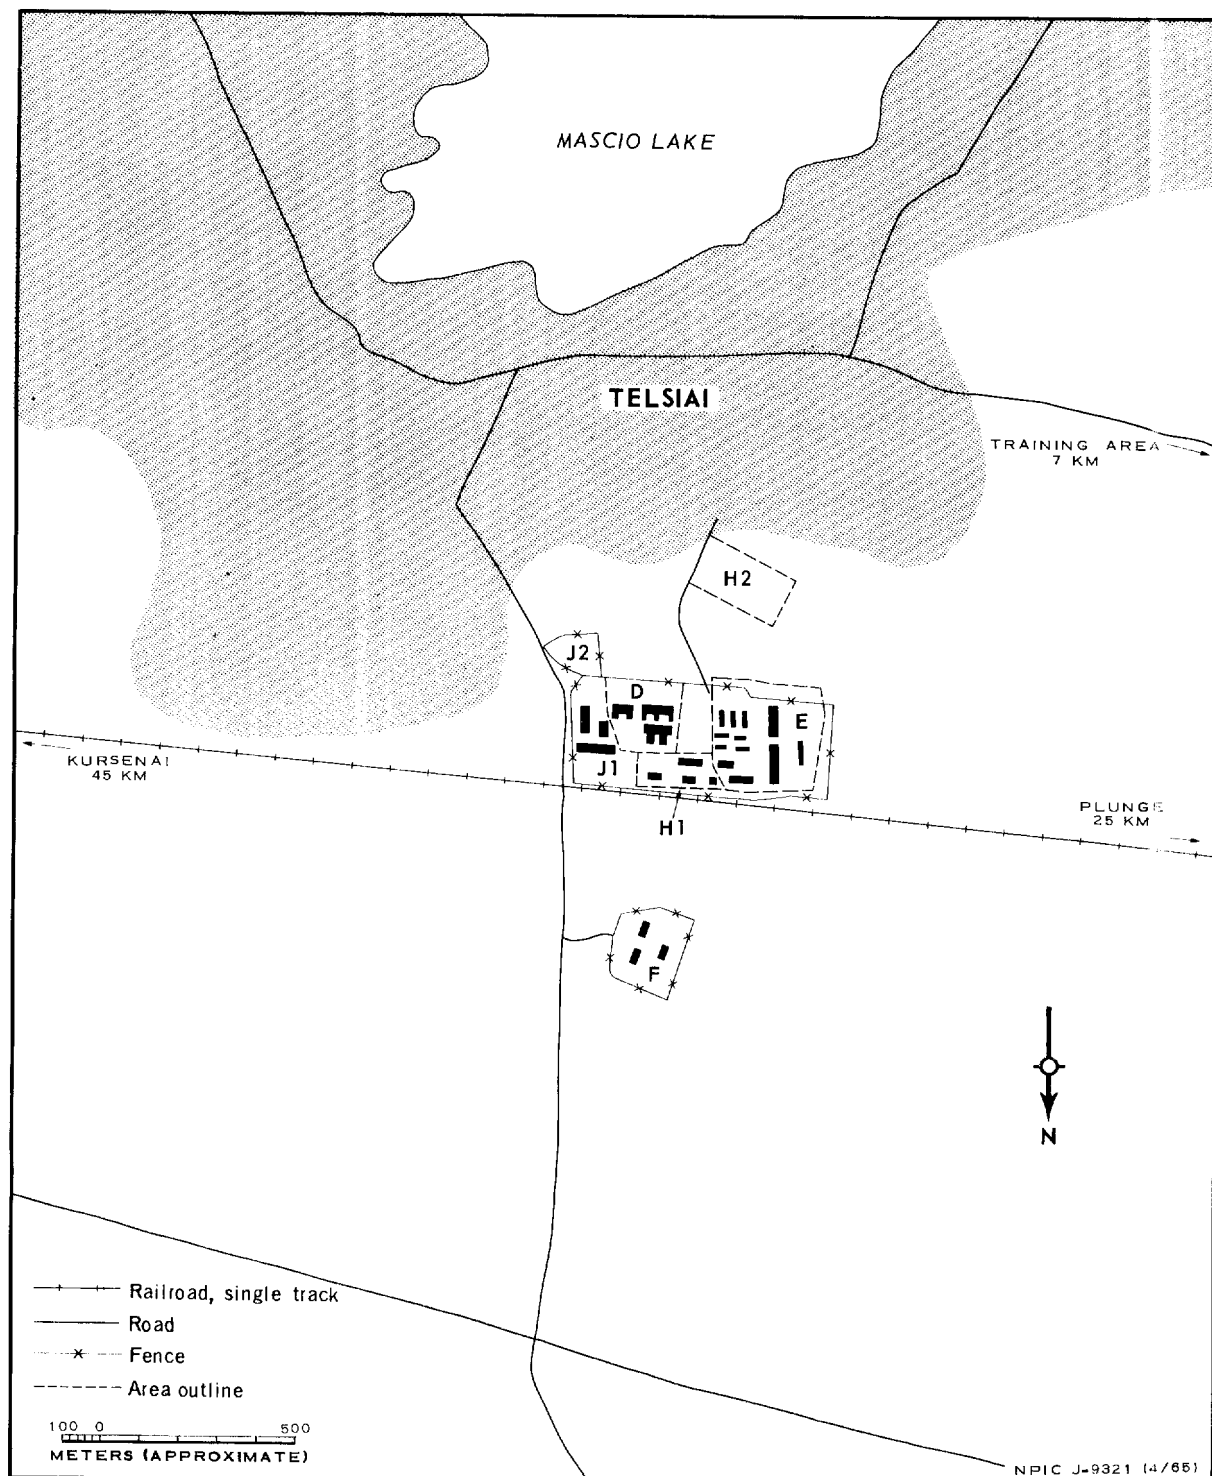 MASCIO LAKE
TELSIAI
TRAINING AREA
7 KM
H2
J2
D
E
KURSENAI
45 KM
J1
PLUNGE
25 KM
H1
F
N
Railroad, single track
Road
Fence
Area outline
100 0 500
METERS (APPROXIMATE)
NPIC J-9321 (4/65)